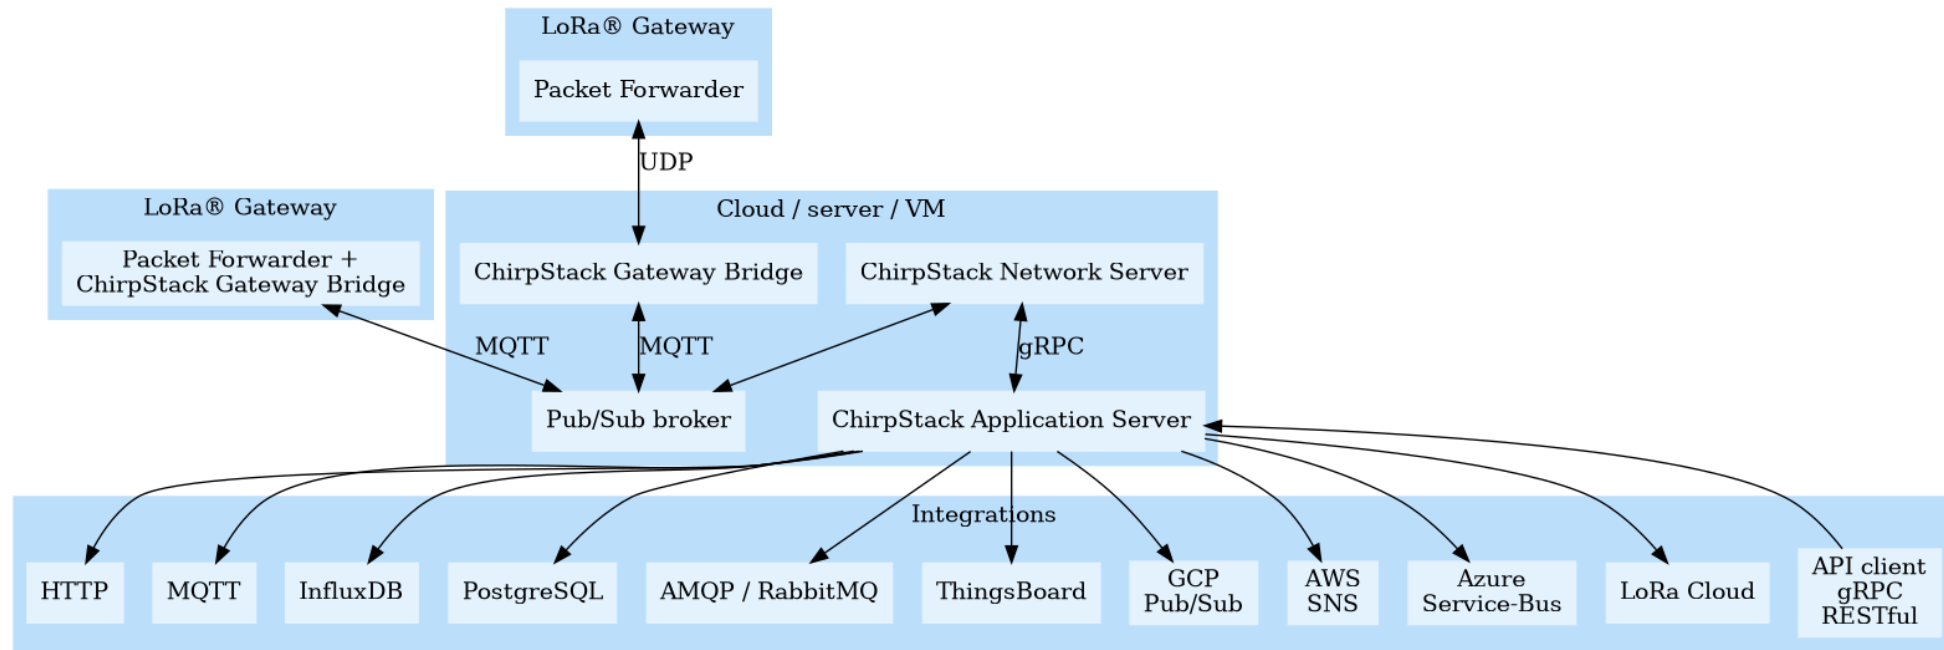 LoRa® Gateway
Packet Forwarder
UDP
LoRa® Gateway
Packet Forwarder +
ChirpStack Gateway Bridge
Cloud / server / VM
ChirpStack Gateway Bridge
ChirpStack Network Server
MQTT
MQTT
gRPC
Pub/Sub broker
ChirpStack Application Server
Integrations
HTTP
MQTT
InfluxDB
PostgreSQL
AMQP / RabbitMQ
ThingsBoard
GCP
Pub/Sub
AWS
SNS
Azure
Service-Bus
LoRa Cloud
API client
gRPC
RESTful